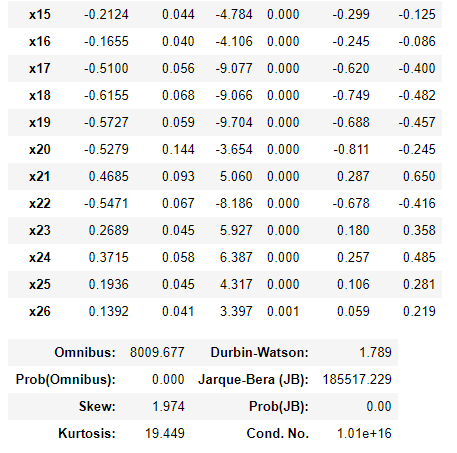 x15 -0.2124 0.044 -4.784 0.000 -0.299 -0.125
x16 -0.1655 0.040 -4.106 0.000 -0.245 -0.086
x17 -0.5100 0.056 -9.077 0.000 -0.620 -0.400
x18 -0.6155 0.068 -9.066 0.000 -0.749 -0.482
x19 -0.5727 0.059 -9.704 0.000 -0.688 -0.457
x20 -0.5279 0.144 -3.654 0.000 -0.811 -0.245
x21 0.4685 0.093 5.060 0.000 0.287 0.650
x22 -0.5471 0.067 -8.186 0.000 -0.678 -0.416
x23 0.2689 0.045 5.927 0.000 0.180 0.358
x24 0.3715 0.058 6.387 0.000 0.257 0.485
x25 0.1936 0.045 4.317 0.000 0.106 0.281
x26 0.1392 0.041 3.397 0.001 0.059 0.219
Omnibus: 8009.677 Durbin-Watson: 1.789
Prob(Omnibus): 0.000 Jarque-Bera (JB): 185517.229
Skew: 1.974 Prob(JB): 0.00
Kurtosis: 19.449 Cond. No. 1.01e+16